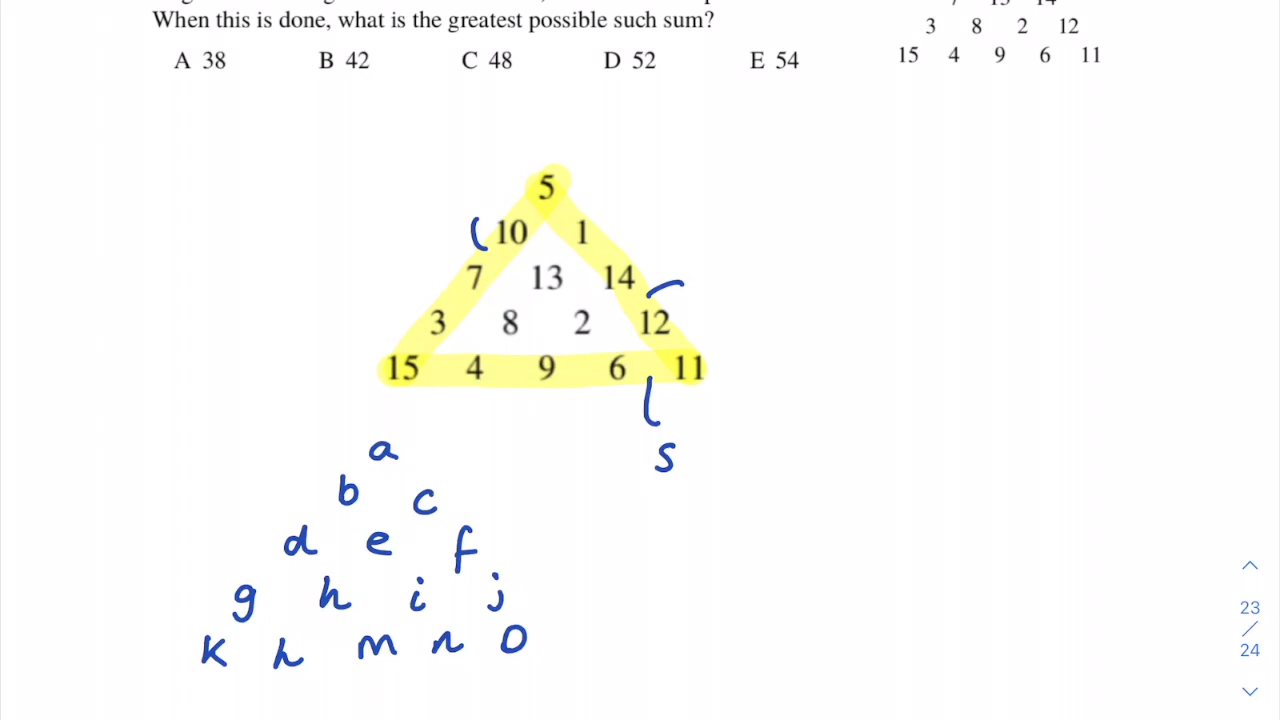 When this is done, what is the greatest possible such sum?
A 38 B 42 C 48 D 52 E 54
3 8 2 12
15 4 9 6 11
5
10 1
7 13 14
3 8 2 12
15 4 9 6 11
s
a
b c
d e f
g h i j
k h m n o
23
/
24